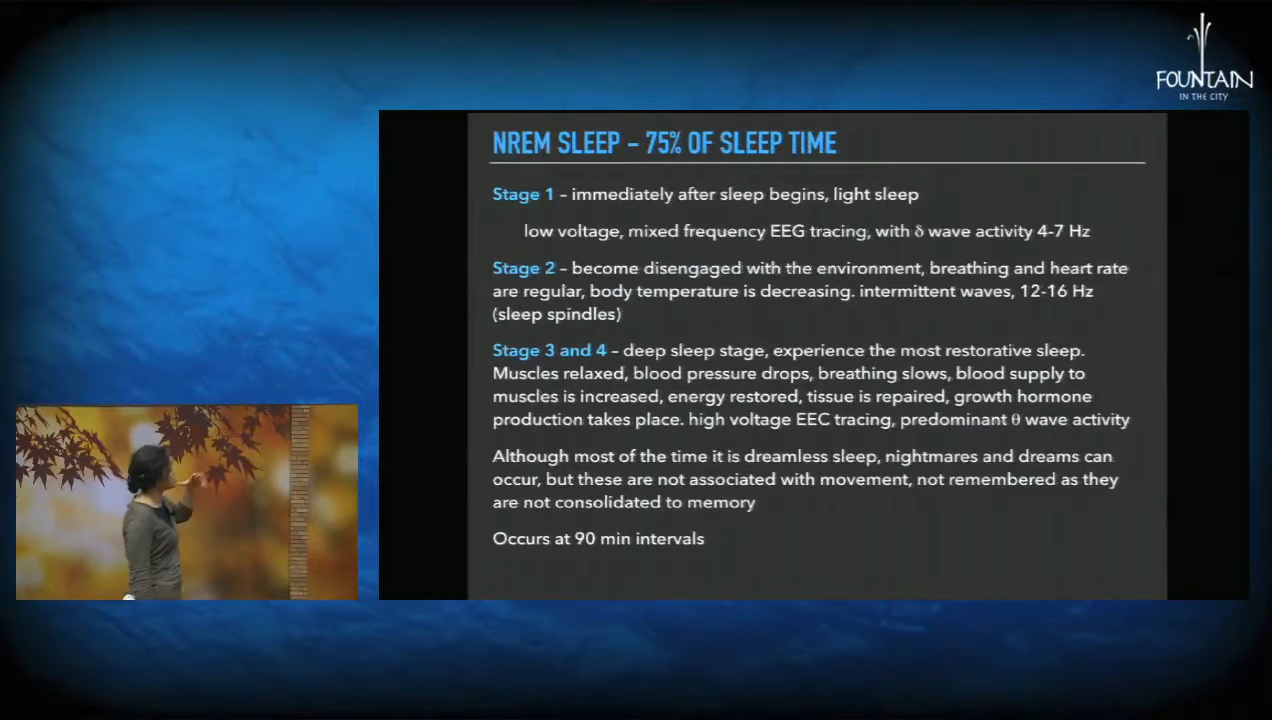 FOUNTAIN
IN THE CITY
NREM SLEEP – 75% OF SLEEP TIME
Stage 1 – immediately after sleep begins, light sleep
low voltage, mixed frequency EEG tracing, with δ wave activity 4-7 Hz
Stage 2 – become disengaged with the environment, breathing and heart rate
are regular, body temperature is decreasing. intermittent waves, 12-16 Hz
(sleep spindles)
Stage 3 and 4 – deep sleep stage, experience the most restorative sleep.
Muscles relaxed, blood pressure drops, breathing slows, blood supply to
muscles is increased, energy restored, tissue is repaired, growth hormone
production takes place. high voltage EEC tracing, predominant θ wave activity
Although most of the time it is dreamless sleep, nightmares and dreams can
occur, but these are not associated with movement, not remembered as they
are not consolidated to memory
Occurs at 90 min intervals